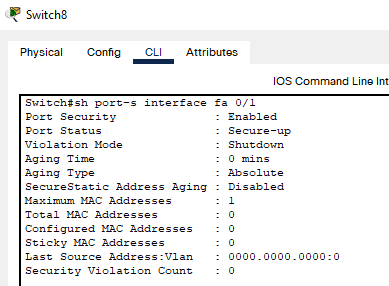 Switch8
Physical Config CLI Attributes
IOS Command Line Int
Switch#sh port-s interface fa 0/1
Port Security : Enabled
Port Status : Secure-up
Violation Mode : Shutdown
Aging Time : 0 mins
Aging Type : Absolute
SecureStatic Address Aging : Disabled
Maximum MAC Addresses : 1
Total MAC Addresses : 0
Configured MAC Addresses : 0
Sticky MAC Addresses : 0
Last Source Address:Vlan : 0000.0000.0000:0
Security Violation Count : 0